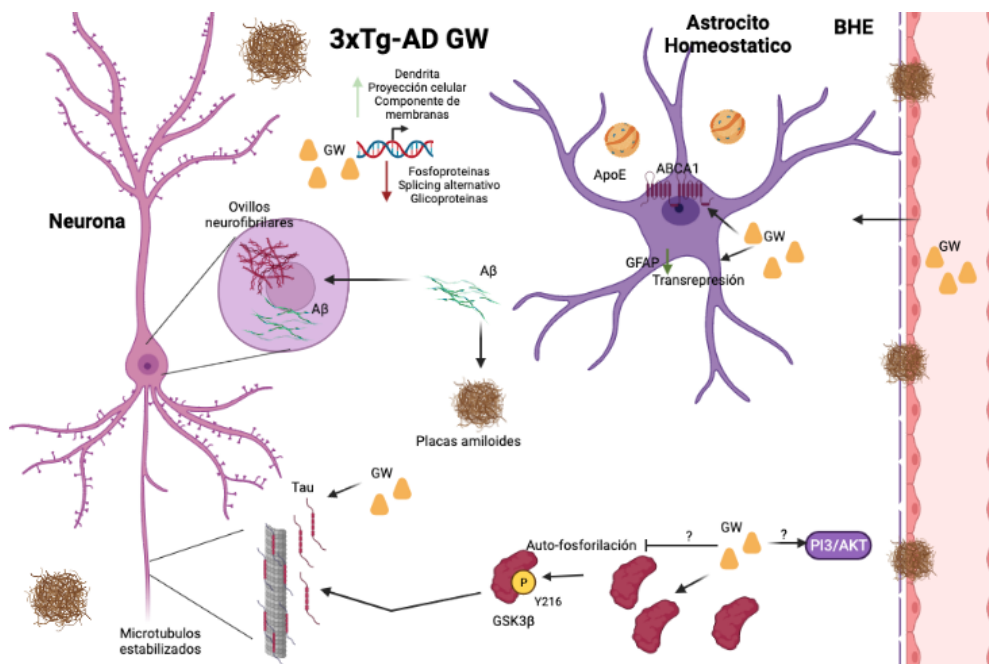 3xTg-AD GW
Astrocito
Homeostatico
BHE
Dendrita
Proyección celular
Componente de
membranas
GW
Fosfoproteinas
Splicing alternativo
Glicoproteinas
ApoE
ABCA1
GW
GFAP
Transrepresión
GW
Neurona
Ovillos
neurofibrilares
Aβ
Aβ
Placas amiloides
Tau
GW
Auto-fosforilación
?
GW
?
PI3/AKT
P
Y216
GSK3β
Microtubulos
estabilizados